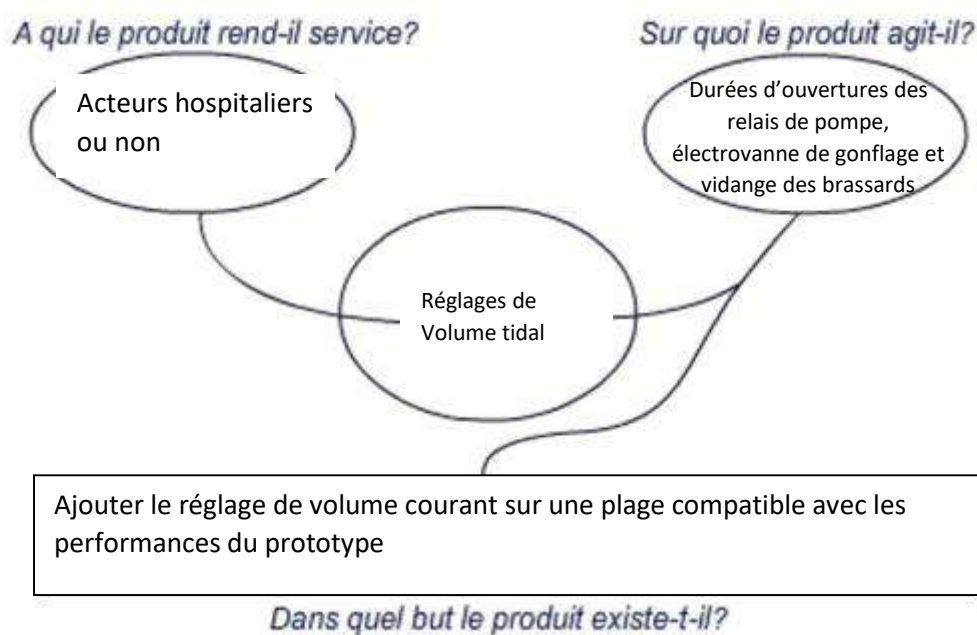 A qui le produit rend-il service?
Sur quoi le produit agit-il?
Acteurs hospitaliers
ou non
Durées d’ouvertures des
relais de pompe,
électrovanne de gonflage et
vidange des brassards
Réglages de
Volume tidal
Ajouter le réglage de volume courant sur une plage compatible avec les
performances du prototype
Dans quel but le produit existe-t-il?